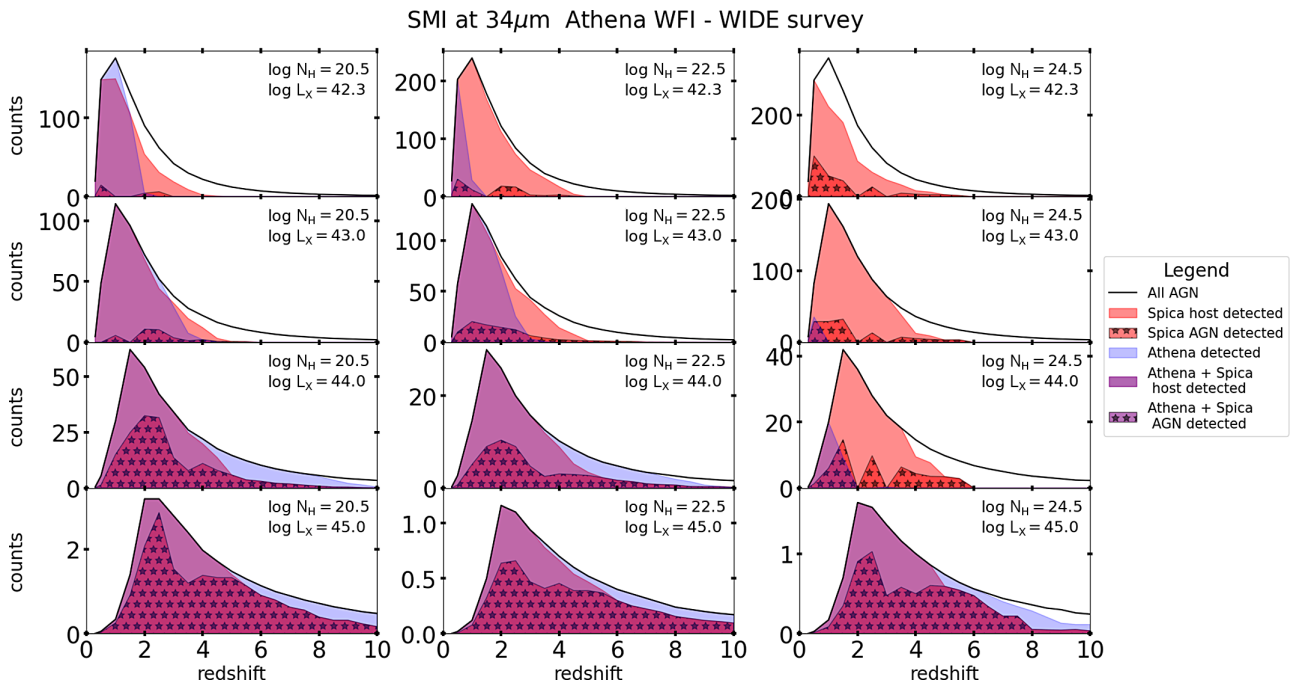 SMI at 34μm Athena WFI - WIDE survey
log N_H = 20.5
log L_X = 42.3
log N_H = 22.5
log L_X = 42.3
log N_H = 24.5
log L_X = 42.3
counts
100
0
200
100
0
200
0
log N_H = 20.5
log L_X = 43.0
log N_H = 22.5
log L_X = 43.0
log N_H = 24.5
log L_X = 43.0
counts
100
50
0
100
0
200
100
0
log N_H = 20.5
log L_X = 44.0
log N_H = 22.5
log L_X = 44.0
log N_H = 24.5
log L_X = 44.0
counts
50
25
0
20
0
40
20
0
log N_H = 20.5
log L_X = 45.0
log N_H = 22.5
log L_X = 45.0
log N_H = 24.5
log L_X = 45.0
counts
2
0
1.0
0.5
0.0
1
0
0 2 4 6 8 10
0 2 4 6 8 10
0 2 4 6 8 10
redshift
redshift
redshift
Legend
All AGN
Spica host detected
Spica AGN detected
Athena detected
Athena + Spica
host detected
Athena + Spica
AGN detected